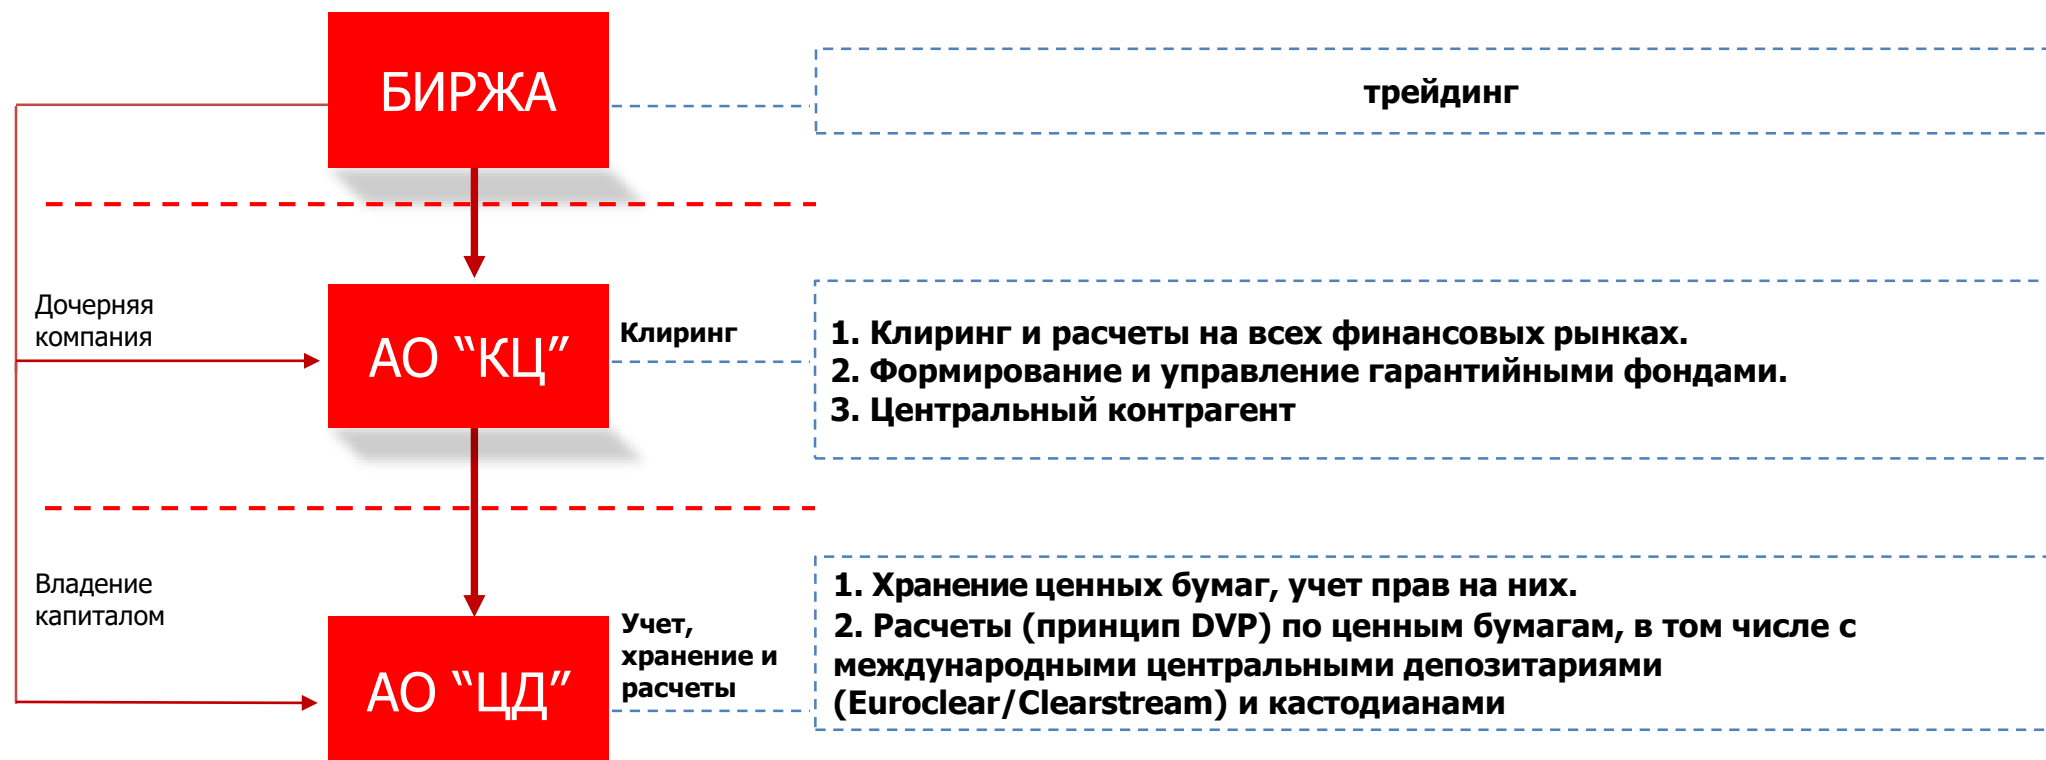 БИРЖА
трейдинг
Дочерняя
компания
АО “КЦ”
Клиринг
1. Клиринг и расчеты на всех финансовых рынках.
2. Формирование и управление гарантийными фондами.
3. Центральный контрагент
Владение
капиталом
АО “ЦД”
Учет,
хранение и
расчеты
1. Хранение ценных бумаг, учет прав на них.
2. Расчеты (принцип DVP) по ценным бумагам, в том числе с
международными центральными депозитариями
(Euroclear/Clearstream) и кастодианами